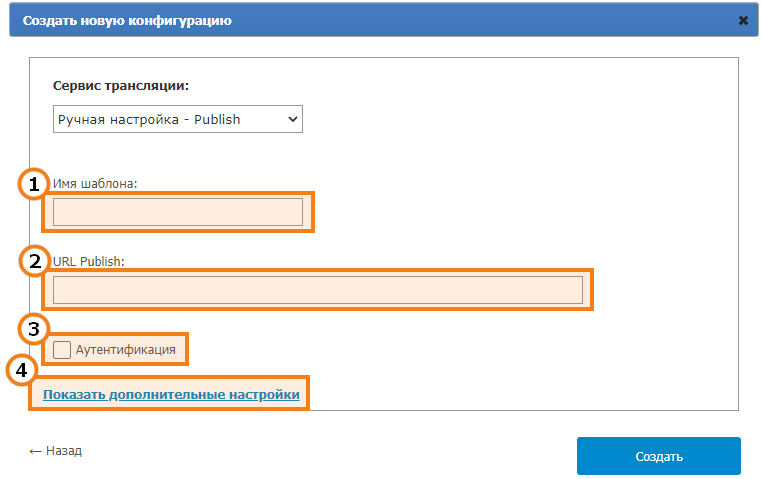 Создать новую конфигурацию ×
Сервис трансляции:
Ручная настройка - Publish
1 Имя шаблона:
2 URL Publish:
3
Аутентификация
4
Показать дополнительные настройки
← Назад
Создать